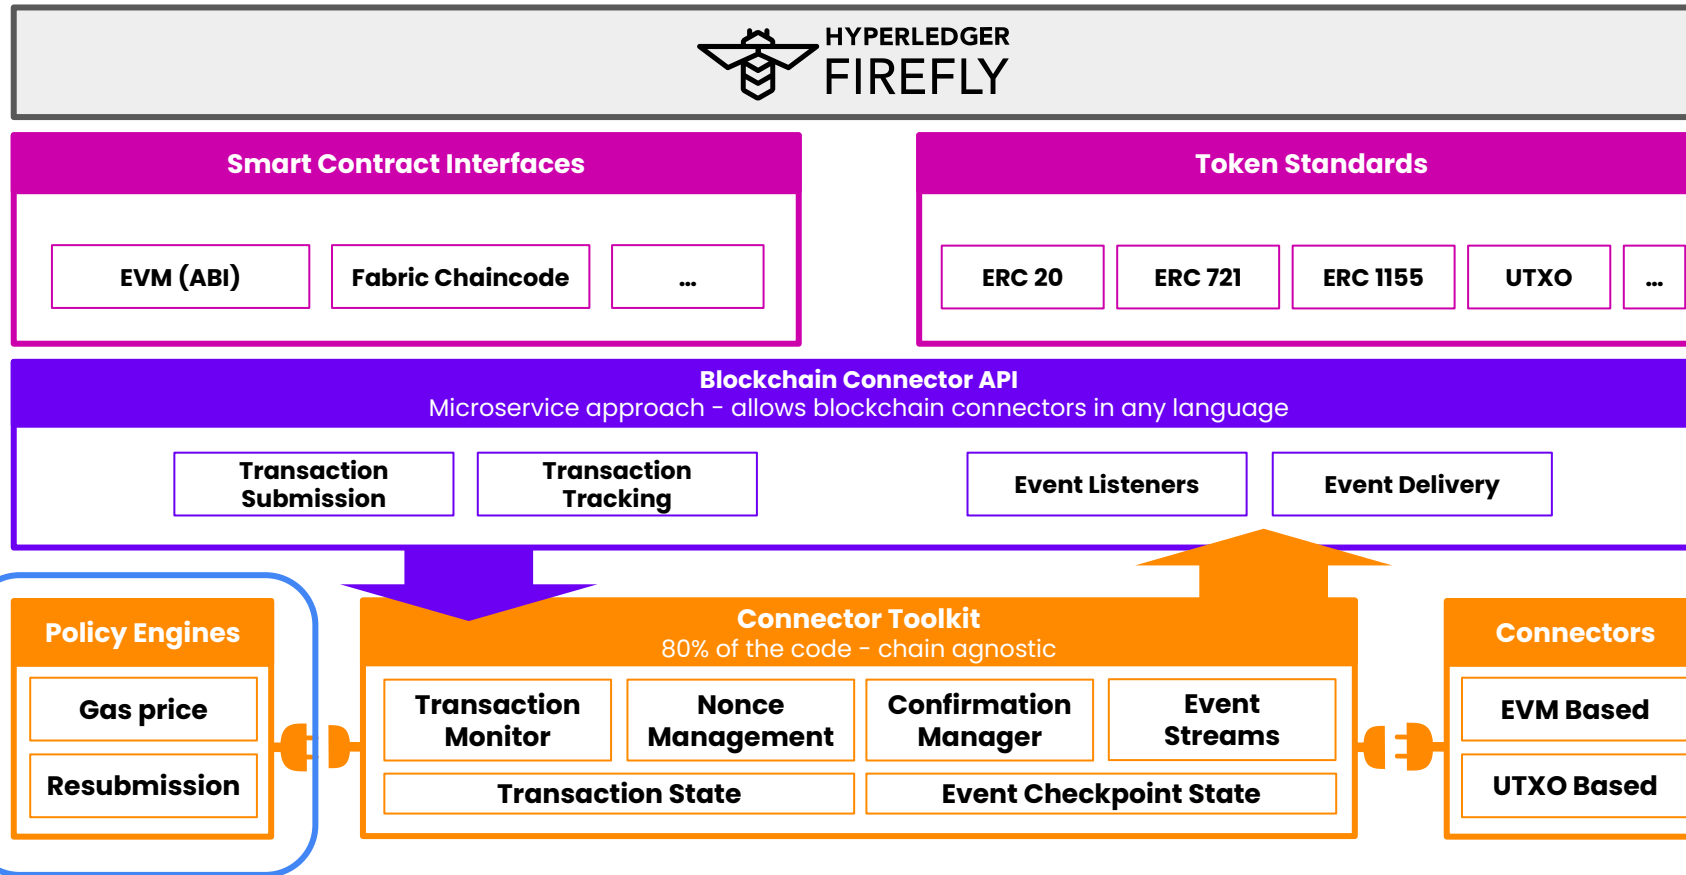 HYPERLEDGER
FIREFLY
Smart Contract Interfaces
EVM (ABI)
Fabric Chaincode
...
Token Standards
ERC 20
ERC 721
ERC 1155
UTXO
...
Blockchain Connector API
Microservice approach - allows blockchain connectors in any language
Transaction
Submission
Transaction
Tracking
Event Listeners
Event Delivery
Policy Engines
Gas price
Resubmission
Connector Toolkit
80% of the code - chain agnostic
Transaction
Monitor
Nonce
Management
Confirmation
Manager
Event
Streams
Transaction State
Event Checkpoint State
Connectors
EVM Based
UTXO Based